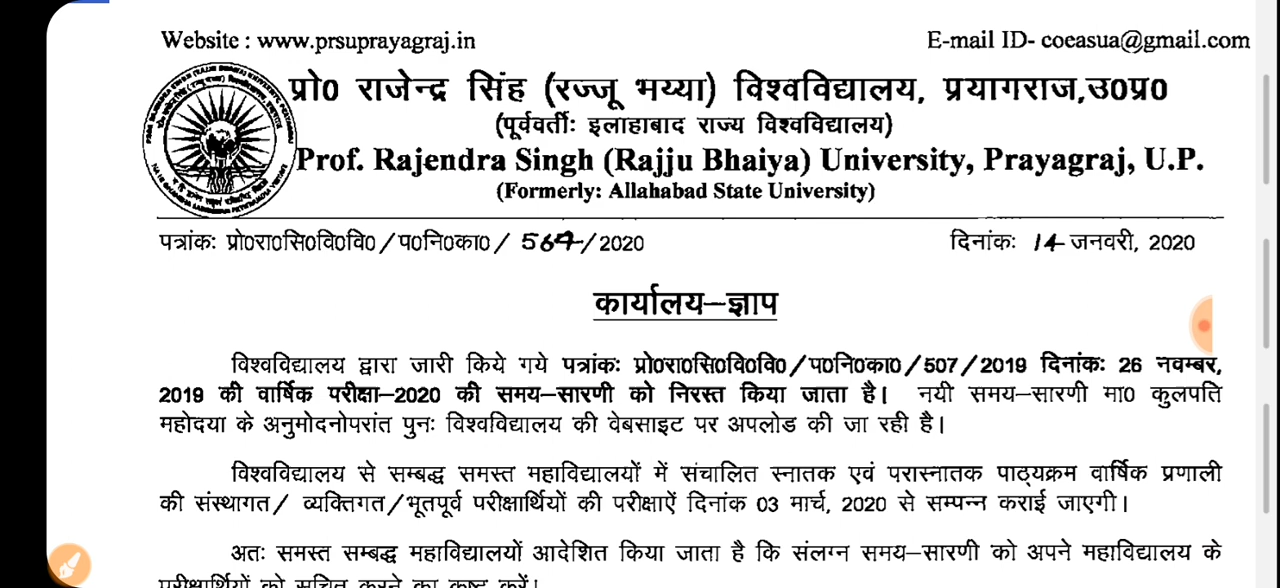 Website : www.prsuprayagraj.in E-mail ID- coeasua@gmail.com
प्रो0 राजेन्द्र सिंह (रज्जू भय्या) विश्वविद्यालय, प्रयागराज,उ0प्र0
(पूर्ववर्तीः इलाहाबाद राज्य विश्वविद्यालय)
Prof. Rajendra Singh (Rajju Bhaiya) University, Prayagraj, U.P.
(Formerly: Allahabad State University)
पत्रांकः प्रो0रा0सि0वि0वि0/प0नि0का0/ 567/2020 दिनांकः 14 जनवरी, 2020
कार्यालय–ज्ञाप
विश्वविद्यालय द्वारा जारी किये गये पत्रांकः प्रो0रा0सि0वि0वि0/प0नि0का0/507/2019 दिनांकः 26 नवम्बर,
2019 की वार्षिक परीक्षा–2020 की समय–सारणी को निरस्त किया जाता है। नयी समय–सारणी मा0 कुलपति
महोदया के अनुमोदनोपरांत पुनः विश्वविद्यालय की वेबसाइट पर अपलोड की जा रही है।
विश्वविद्यालय से सम्बद्ध समस्त महाविद्यालयों में संचालित स्नातक एवं परास्नातक पाठ्यक्रम वार्षिक प्रणाली
की संस्थागत/ व्यक्तिगत/भूतपूर्व परीक्षार्थियों की परीक्षाऐं दिनांक 03 मार्च, 2020 से सम्पन्न कराई जाएगी।
अतः समस्त सम्बद्ध महाविद्यालयों आदेशित किया जाता है कि संलग्न समय–सारणी को अपने महाविद्यालय के
परीक्षार्थियों को सूचित करने का कष्ट करें।